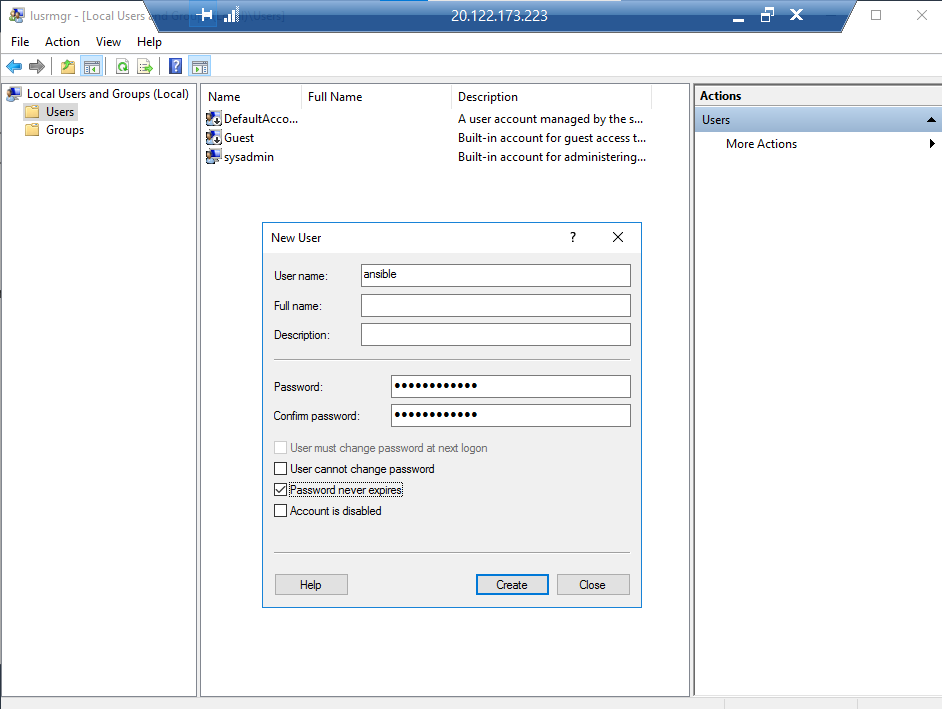 lusrmgr - [Local Users and Gro
20.122.173.223
File Action View Help
Local Users and Groups (Local)
Users
Groups
Name Full Name Description
DefaultAcco... A user account managed by the s...
Guest Built-in account for guest access t...
sysadmin Built-in account for administering...
Actions
Users
More Actions
New User ?
User name: ansible
Full name:
Description:
Password: ••••••••••••
Confirm password: ••••••••••••
User must change password at next logon
User cannot change password
Password never expires
Account is disabled
Help Create Close